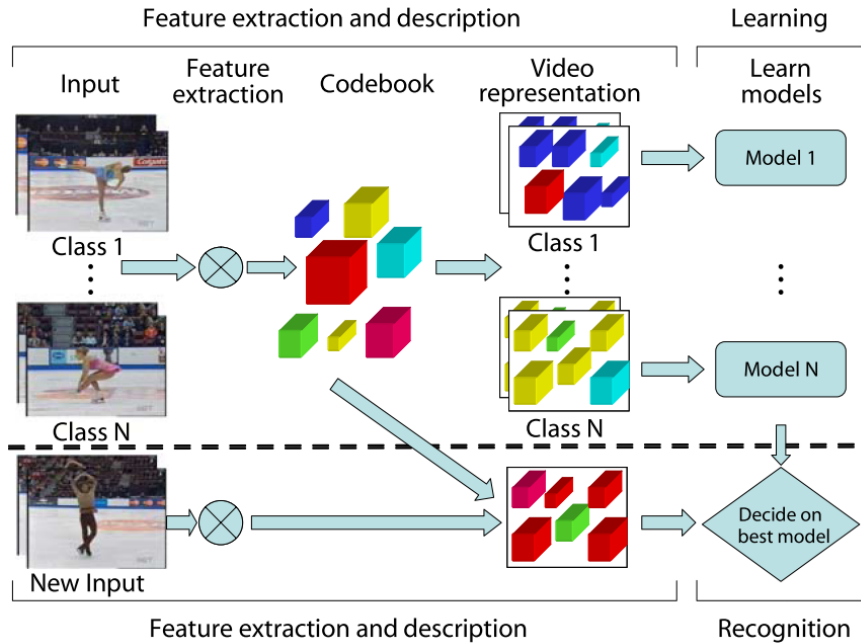 Feature extraction and description
Learning
Input
Feature
extraction
Codebook
Video
representation
Learn
models
Class 1
Class 1
Model 1
Class N
Class N
Model N
New Input
Decide on
best model
Feature extraction and description
Recognition